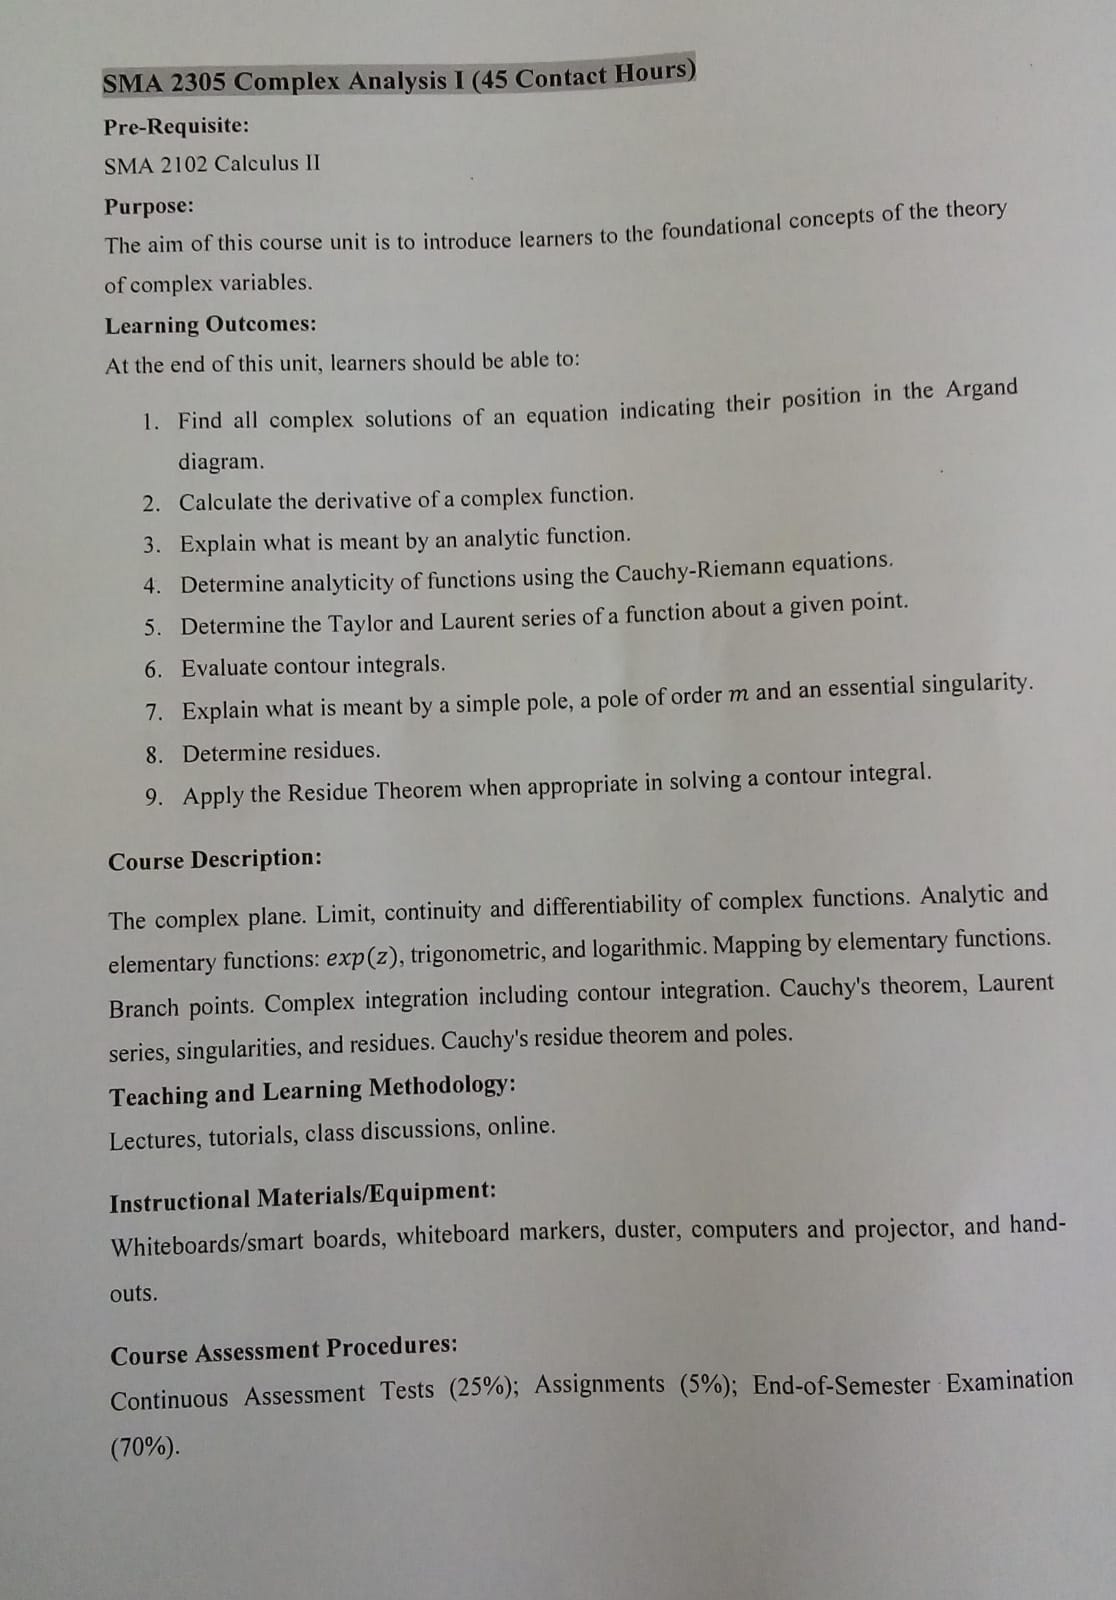 SMA 2305 Complex Analysis I (45 Contact Hours)
Pre-Requisite:
SMA 2102 Calculus II
Purpose:
The aim of this course unit is to introduce learners to the foundational concepts of the theory
of complex variables.
Learning Outcomes:
At the end of this unit, learners should be able to:
1. Find all complex solutions of an equation indicating their position in the Argand
diagram.
2. Calculate the derivative of a complex function.
3. Explain what is meant by an analytic function.
4. Determine analyticity of functions using the Cauchy-Riemann equations.
5. Determine the Taylor and Laurent series of a function about a given point.
6. Evaluate contour integrals.
7. Explain what is meant by a simple pole, a pole of order m and an essential singularity.
8. Determine residues.
9. Apply the Residue Theorem when appropriate in solving a contour integral.
Course Description:
The complex plane. Limit, continuity and differentiability of complex functions. Analytic and
elementary functions: exp(z), trigonometric, and logarithmic. Mapping by elementary functions.
Branch points. Complex integration including contour integration. Cauchy's theorem, Laurent
series, singularities, and residues. Cauchy's residue theorem and poles.
Teaching and Learning Methodology:
Lectures, tutorials, class discussions, online.
Instructional Materials/Equipment:
Whiteboards/smart boards, whiteboard markers, duster, computers and projector, and hand-
outs.
Course Assessment Procedures:
Continuous Assessment Tests (25%); Assignments (5%); End-of-Semester Examination
(70%).